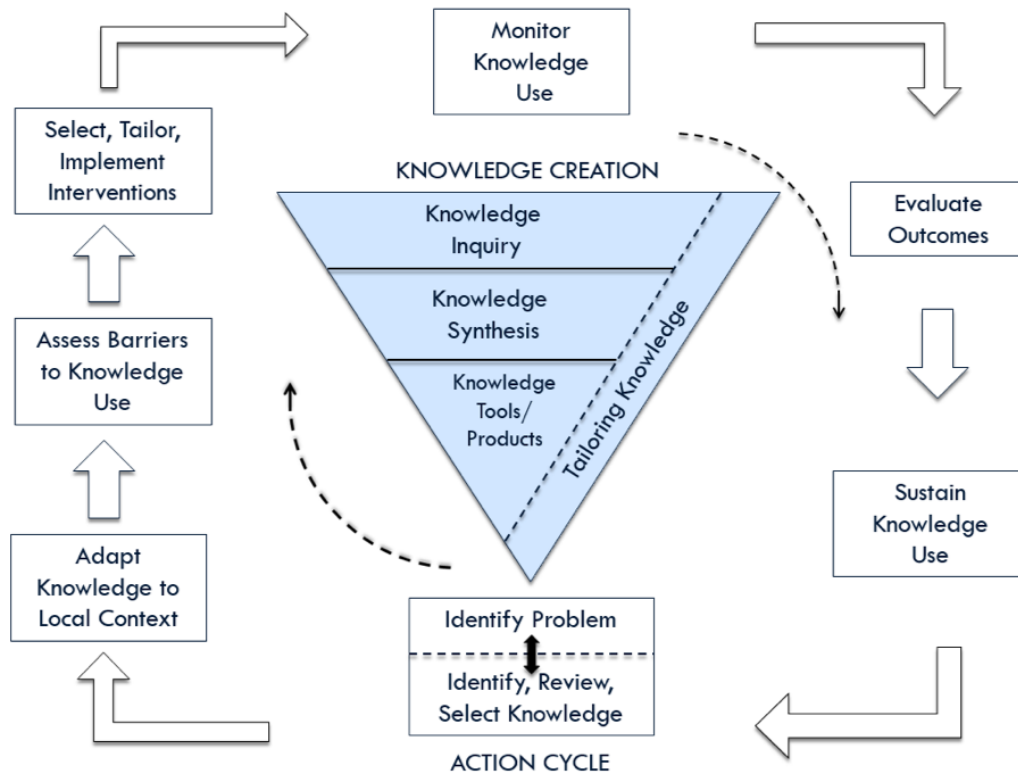 Monitor
Knowledge
Use
Select, Tailor,
Implement
Interventions
KNOWLEDGE CREATION
Knowledge
Inquiry
Evaluate
Outcomes
Knowledge
Synthesis
Tailoring Knowledge
Assess Barriers
to Knowledge
Use
Knowledge
Tools/
Products
Sustain
Knowledge
Use
Adapt
Knowledge to
Local Context
Identify Problem
Identify, Review,
Select Knowledge
ACTION CYCLE